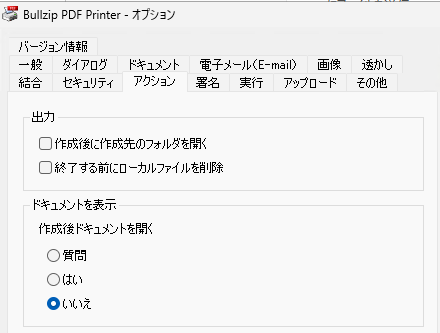 Bullzip PDF Printer - オプション
バージョン情報
一般 ダイアログ ドキュメント 電子メール(E-mail) 画像 透かし
結合 セキュリティ アクション 署名 実行 アップロード その他
出力
作成後に作成先のフォルダを開く
終了する前にローカルファイルを削除
ドキュメントを表示
作成後ドキュメントを開く
質問
はい
いいえ